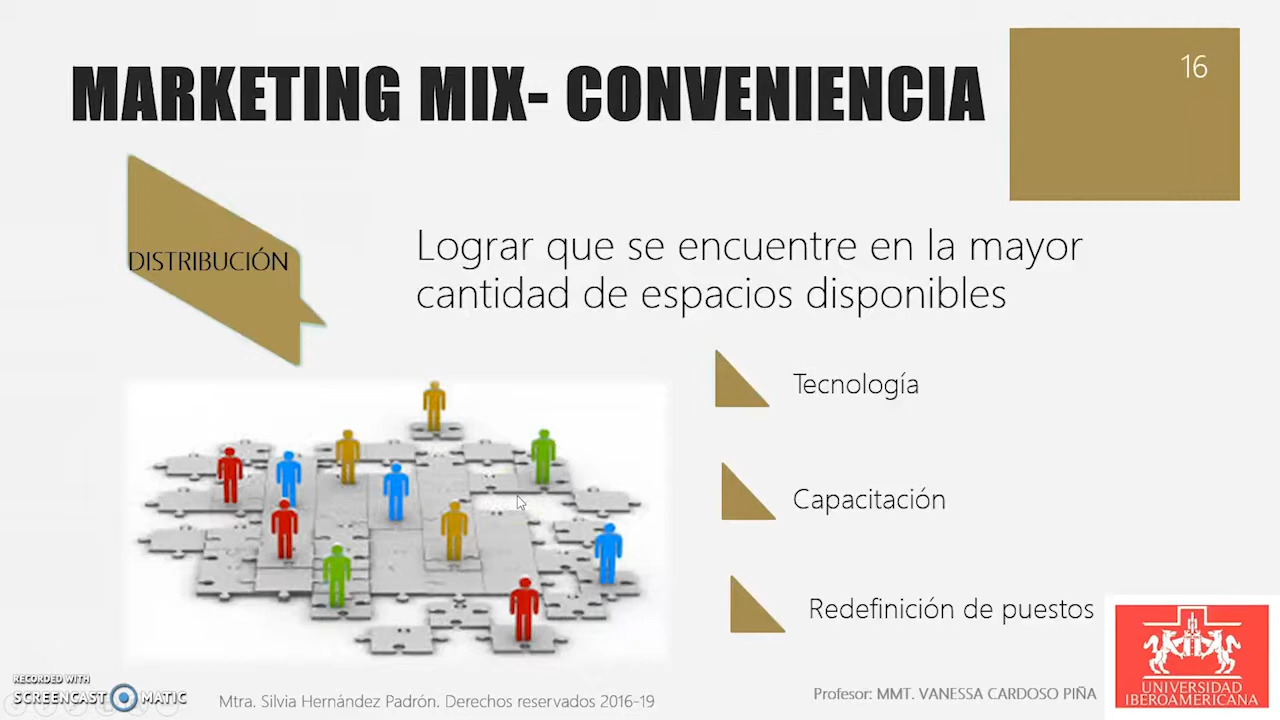 MARKETING MIX- CONVENIENCIA
16
DISTRIBUCIÓN
Lograr que se encuentre en la mayor
cantidad de espacios disponibles
Tecnología
Capacitación
Redefinición de puestos
RECORDED WITH
SCREENCAST MATIC
Mtra. Silvia Hernández Padrón. Derechos reservados 2016-19
Profesor: MMT. VANESSA CARDOSO PIÑA
UNIVERSIDAD
IBEROAMERICANA